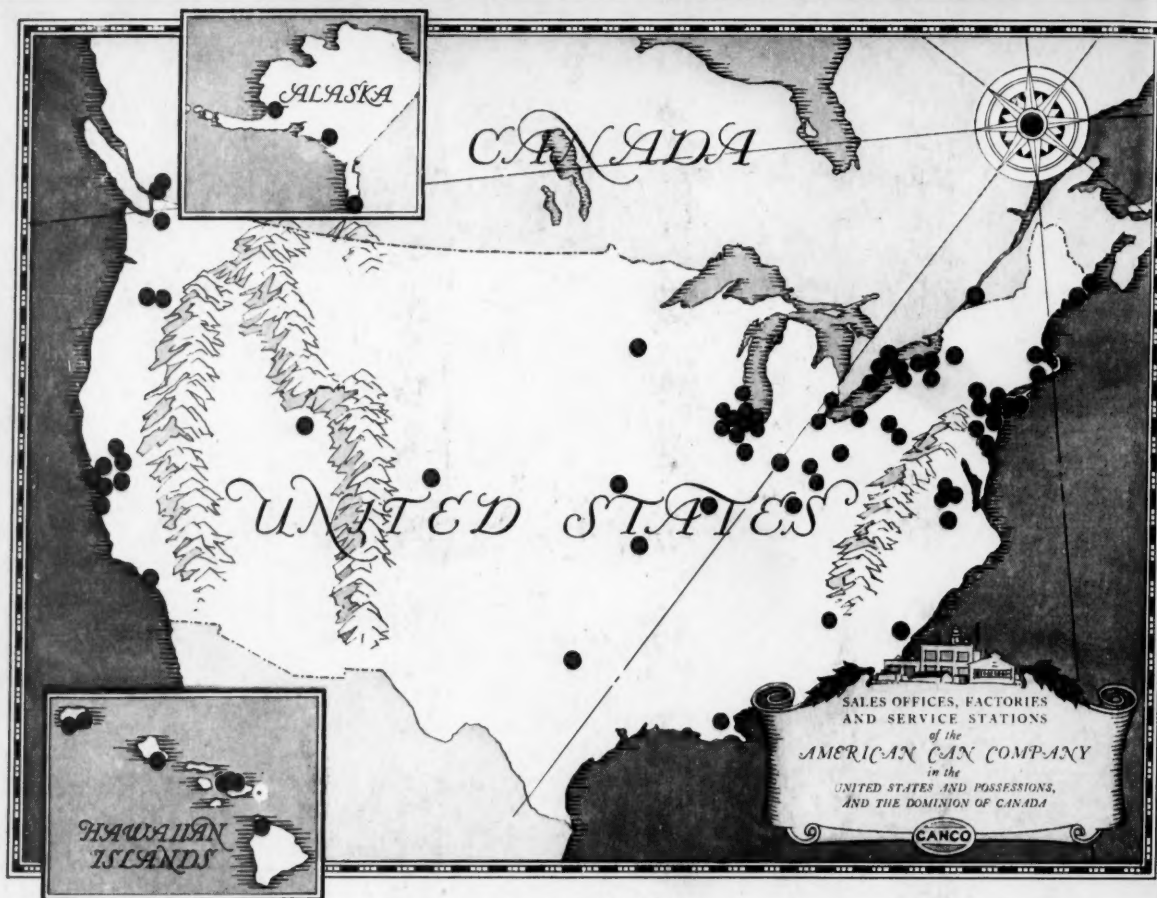 ALASKA
CANADA
UNITED STATES
HAWAIIAN
ISLANDS
SALES OFFICES, FACTORIES
AND SERVICE STATIONS
of the
AMERICAN CAN COMPANY
in the
UNITED STATES AND POSSESSIONS,
AND THE DOMINION OF CANADA
CANCO